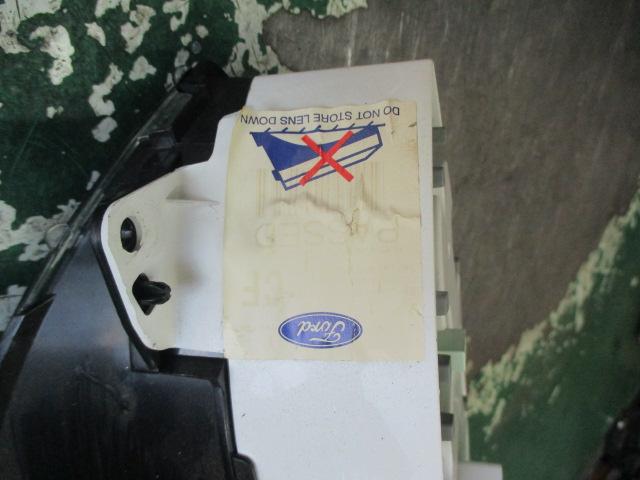 DO NOT STORE LENS DOWN
PASSED
Ford